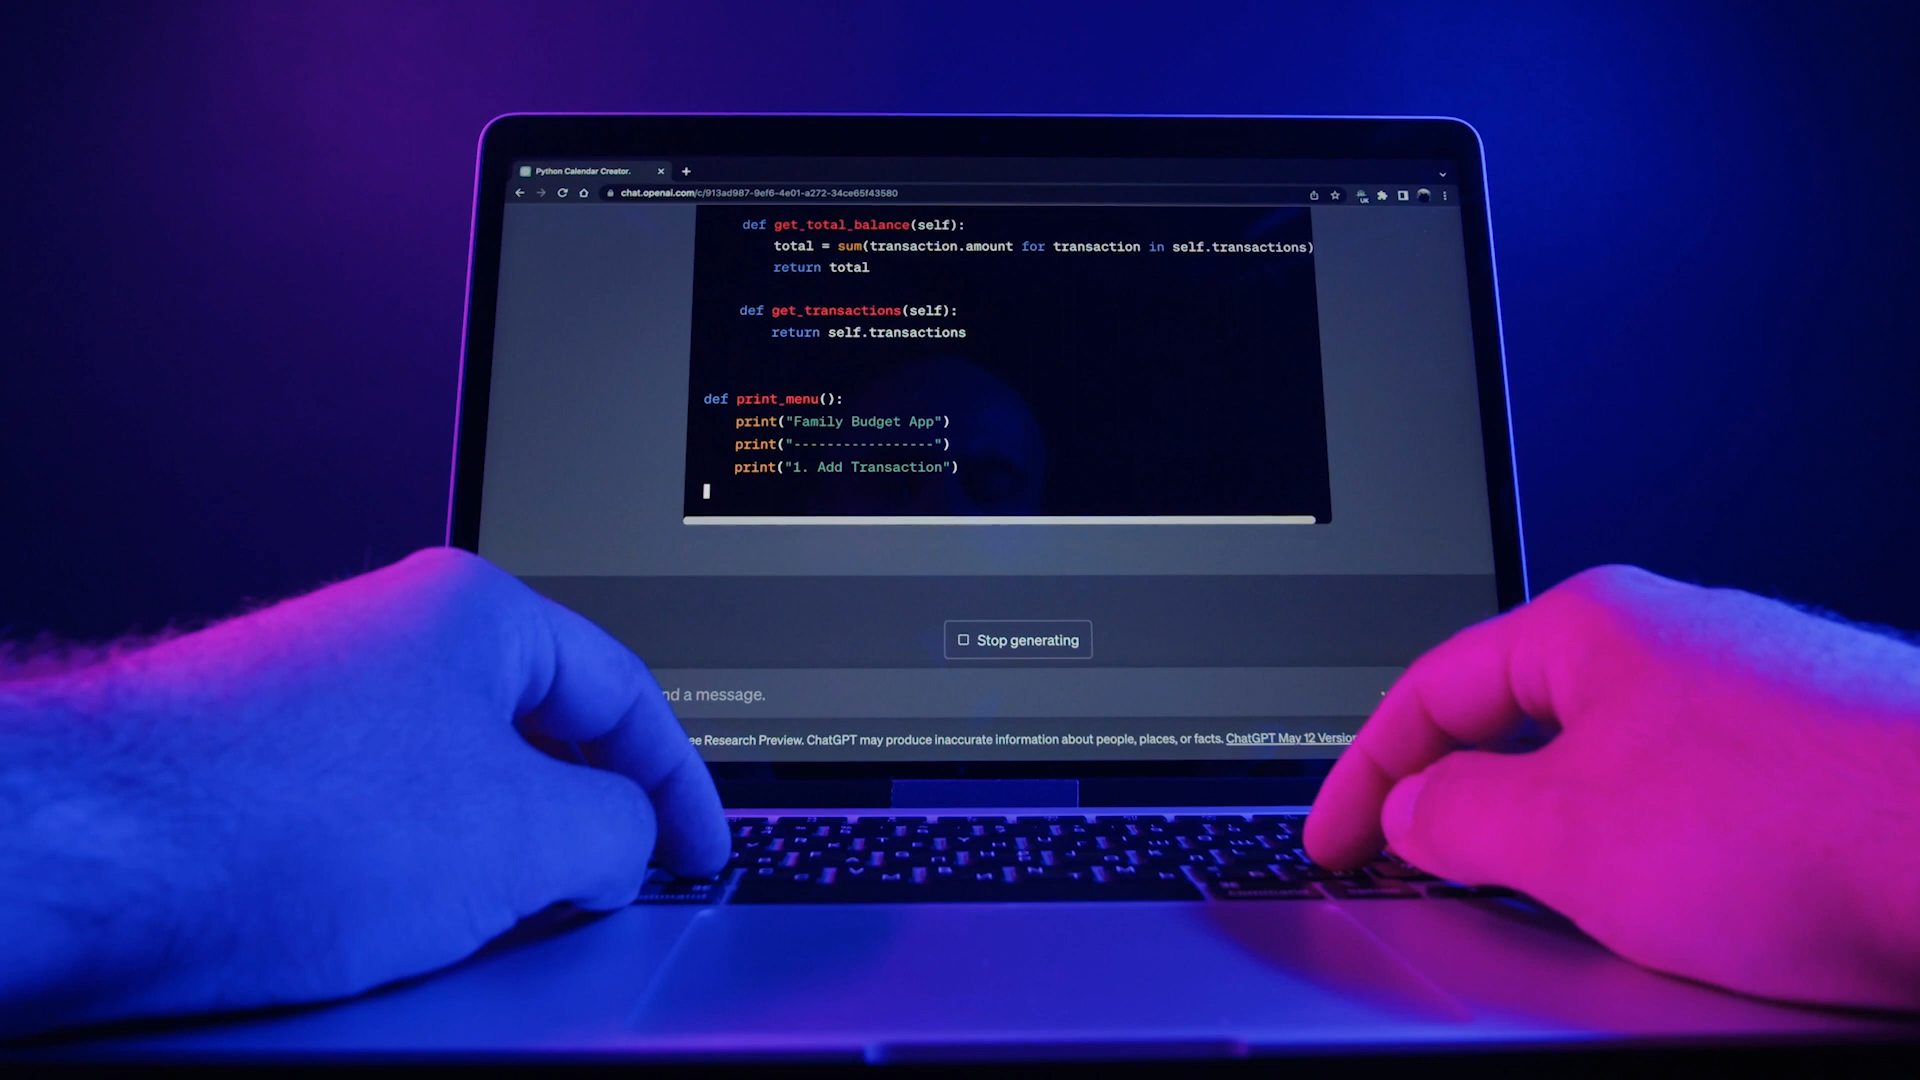 Python Calendar Creator.
chat.openai.com/c/913ad987-9ef6-4e01-a272-34ce65f43580
UK
def get_total_balance(self):
total = sum(transaction.amount for transaction in self.transactions)
return total
def get_transactions(self):
return self.transactions
def print_menu():
print("Family Budget App")
print("-----------------")
print("1. Add Transaction")
Stop generating
nd a message.
ee Research Preview. ChatGPT may produce inaccurate information about people, places, or facts. ChatGPT May 12 Version